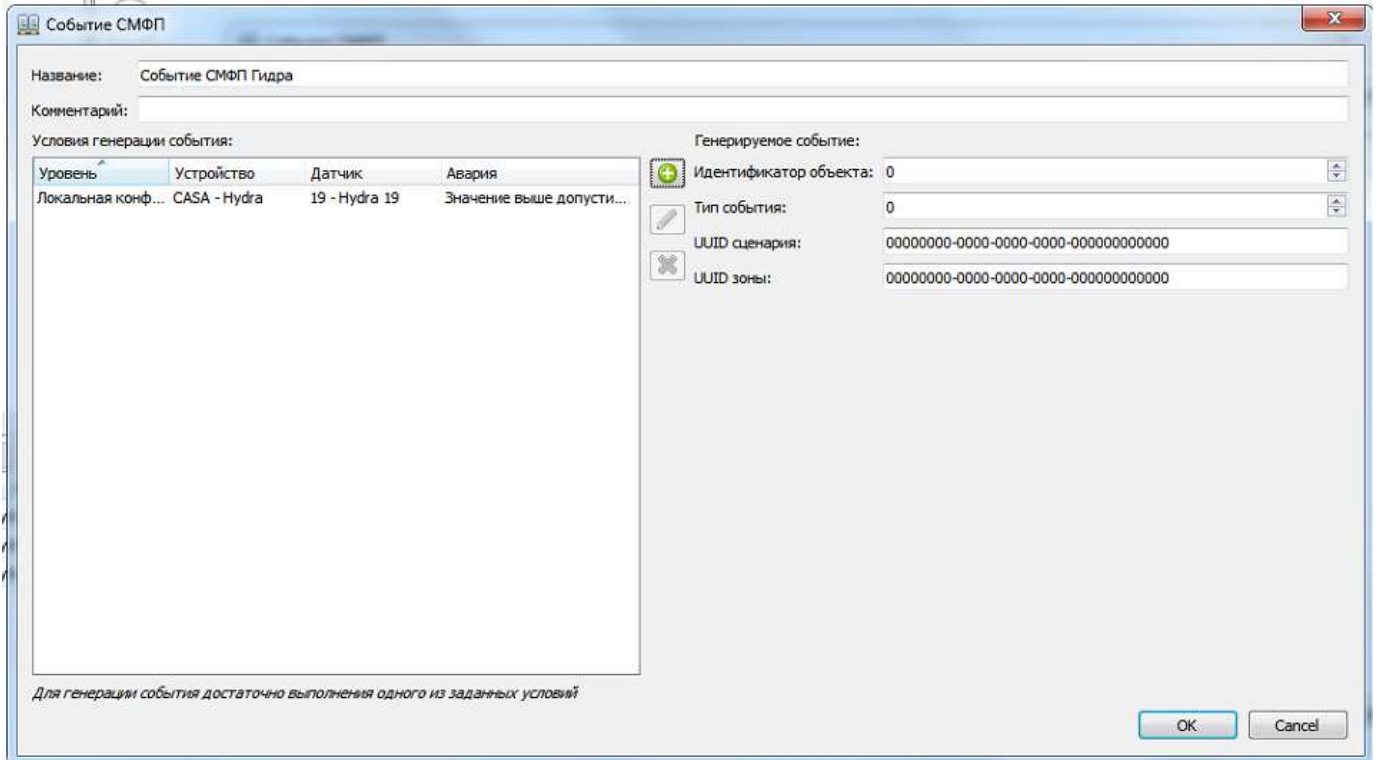 Событие СМФП
Название: Событие СМФП Гидра
Комментарий:
Условия генерации события:
Уровень Устройство Датчик Авария
Локальная конф... CASA - Hydra 19 - Hydra 19 Значение выше допусти...
Для генерации события достаточно выполнения одного из заданных условий
Генерируемое событие:
Идентификатор объекта: 0
Тип события: 0
UUID сценария: 00000000-0000-0000-0000-000000000000
UUID зоны: 00000000-0000-0000-0000-000000000000
OK Cancel